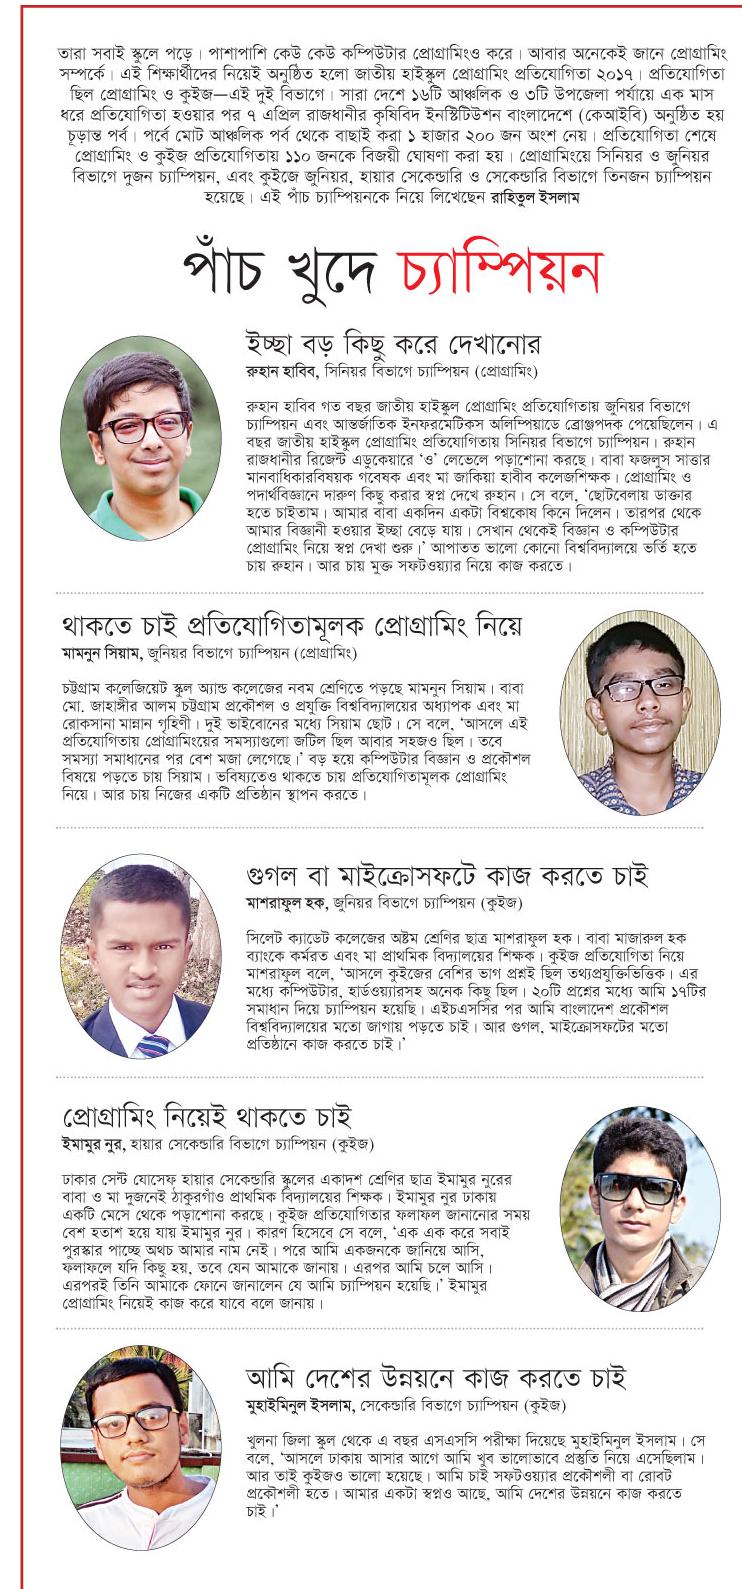 তারা সবাই স্কুলে পড়ে। পাশাপাশি কেউ কেউ কম্পিউটার প্রোগ্রামিংও করে। আবার অনেকেই জানে প্রোগ্রামিং
সম্পর্কে। এই শিক্ষার্থীদের নিয়েই অনুষ্ঠিত হলো জাতীয় হাইস্কুল প্রোগ্রামিং প্রতিযোগিতা ২০১৭। প্রতিযোগিতা
ছিল প্রোগ্রামিং ও কুইজ—এই দুই বিভাগে। সারা দেশে ১৬টি আঞ্চলিক ও ৩টি উপজেলা পর্যায়ে এক মাস
ধরে প্রতিযোগিতা হওয়ার পর ৭ এপ্রিল রাজধানীর কৃষিবিদ ইনস্টিটিউশন বাংলাদেশে (কেআইবি) অনুষ্ঠিত হয়
চূড়ান্ত পর্ব। পর্বে মোট আঞ্চলিক পর্ব থেকে বাছাই করা ১ হাজার ২০০ জন অংশ নেয়। প্রতিযোগিতা শেষে
প্রোগ্রামিং ও কুইজ প্রতিযোগিতায় ১১০ জনকে বিজয়ী ঘোষণা করা হয়। প্রোগ্রামিংয়ে সিনিয়র ও জুনিয়র
বিভাগে দুজন চ্যাম্পিয়ন, এবং কুইজে জুনিয়র, হায়ার সেকেন্ডারি ও সেকেন্ডারি বিভাগে তিনজন চ্যাম্পিয়ন
হয়েছে। এই পাঁচ চ্যাম্পিয়নকে নিয়ে লিখেছেন রাহিতুল ইসলাম
পাঁচ খুদে চ্যাম্পিয়ন
ইচ্ছা বড় কিছু করে দেখানোর
রুহান হাবিব, সিনিয়র বিভাগে চ্যাম্পিয়ন (প্রোগ্রামিং)
রুহান হাবিব গত বছর জাতীয় হাইস্কুল প্রোগ্রামিং প্রতিযোগিতায় জুনিয়র বিভাগে
চ্যাম্পিয়ন এবং আন্তর্জাতিক ইনফরমেটিকস অলিম্পিয়াডে ব্রোঞ্জপদক পেয়েছিলেন। এ
বছর জাতীয় হাইস্কুল প্রোগ্রামিং প্রতিযোগিতায় সিনিয়র বিভাগে চ্যাম্পিয়ন। রুহান
রাজধানীর রিজেন্ট এডুকেয়ারে ‘ও’ লেভেলে পড়াশোনা করছে। বাবা ফজলুস সাত্তার
মানবাধিকারবিষয়ক গবেষক এবং মা জাকিয়া হাবীব কলেজশিক্ষক। প্রোগ্রামিং ও
পদার্থবিজ্ঞানে দারুণ কিছু করার স্বপ্ন দেখে রুহান। সে বলে, ‘ছোটবেলায় ডাক্তার
হতে চাইতাম। আমার বাবা একদিন একটা বিশ্বকোষ কিনে দিলেন। তারপর থেকে
আমার বিজ্ঞানী হওয়ার ইচ্ছা বেড়ে যায়। সেখান থেকেই বিজ্ঞান ও কম্পিউটার
প্রোগ্রামিং নিয়ে স্বপ্ন দেখা শুরু।’ আপাতত ভালো কোনো বিশ্ববিদ্যালয়ে ভর্তি হতে
চায় রুহান। আর চায় মুক্ত সফটওয়্যার নিয়ে কাজ করতে।
থাকতে চাই প্রতিযোগিতামূলক প্রোগ্রামিং নিয়ে
মামনুন সিয়াম, জুনিয়র বিভাগে চ্যাম্পিয়ন (প্রোগ্রামিং)
চট্টগ্রাম কলেজিয়েট স্কুল অ্যান্ড কলেজের নবম শ্রেণিতে পড়ছে মামনুন সিয়াম। বাবা
মো. জাহাঙ্গীর আলম চট্টগ্রাম প্রকৌশল ও প্রযুক্তি বিশ্ববিদ্যালয়ের অধ্যাপক এবং মা
রোকসানা মান্নান গৃহিণী। দুই ভাইবোনের মধ্যে সিয়াম ছোট। সে বলে, ‘আসলে এই
প্রতিযোগিতায় প্রোগ্রামিংয়ের সমস্যাগুলো জটিল ছিল আবার সহজও ছিল। তবে
সমস্যা সমাধানের পর বেশ মজা লেগেছে।’ বড় হয়ে কম্পিউটার বিজ্ঞান ও প্রকৌশল
বিষয়ে পড়তে চায় সিয়াম। ভবিষ্যতেও থাকতে চায় প্রতিযোগিতামূলক প্রোগ্রামিং
নিয়ে। আর চায় নিজের একটি প্রতিষ্ঠান স্থাপন করতে।
গুগল বা মাইক্রোসফটে কাজ করতে চাই
মাশরাফুল হক, জুনিয়র বিভাগে চ্যাম্পিয়ন (কুইজ)
সিলেট ক্যাডেট কলেজের অষ্টম শ্রেণির ছাত্র মাশরাফুল হক। বাবা মাজারুল হক
ব্যাংকে কর্মরত এবং মা প্রাথমিক বিদ্যালয়ের শিক্ষক। কুইজ প্রতিযোগিতা নিয়ে
মাশরাফুল বলে, ‘আসলে কুইজের বেশির ভাগ প্রশ্নই ছিল তথ্যপ্রযুক্তিভিত্তিক। এর
মধ্যে কম্পিউটার, হার্ডওয়্যারসহ অনেক কিছু ছিল। ২০টি প্রশ্নের মধ্যে আমি ১৭টির
সমাধান দিয়ে চ্যাম্পিয়ন হয়েছি। এইচএসসির পর আমি বাংলাদেশ প্রকৌশল
বিশ্ববিদ্যালয়ের মতো জাগায় পড়তে চাই। আর গুগল, মাইক্রোসফটের মতো
প্রতিষ্ঠানে কাজ করতে চাই।’
প্রোগ্রামিং নিয়েই থাকতে চাই
ইমামুর নুর, হায়ার সেকেন্ডারি বিভাগে চ্যাম্পিয়ন (কুইজ)
ঢাকার সেন্ট যোসেফ হায়ার সেকেন্ডারি স্কুলের একাদশ শ্রেণির ছাত্র ইমামুর নুরের
বাবা ও মা দুজনেই ঠাকুরগাঁও প্রাথমিক বিদ্যালয়ের শিক্ষক। ইমামুর নুর ঢাকায়
একটি মেসে থেকে পড়াশোনা করছে। কুইজ প্রতিযোগিতার ফলাফল জানানোর সময়
বেশ হতাশ হয়ে যায় ইমামুর নুর। কারণ হিসেবে সে বলে, ‘এক এক করে সবাই
পুরস্কার পাচ্ছে অথচ আমার নাম নেই। পরে আমি একজনকে জানিয়ে আসি,
ফলাফলে যদি কিছু হয়, তবে যেন আমাকে জানায়। এরপর আমি চলে আসি।
এরপরই তিনি আমাকে ফোনে জানালেন যে আমি চ্যাম্পিয়ন হয়েছি।’ ইমামুর
প্রোগ্রামিং নিয়েই কাজ করে যাবে বলে জানায়।
আমি দেশের উন্নয়নে কাজ করতে চাই
মুহাইমিনুল ইসলাম, সেকেন্ডারি বিভাগে চ্যাম্পিয়ন (কুইজ)
খুলনা জিলা স্কুল থেকে এ বছর এসএসসি পরীক্ষা দিয়েছে মুহাইমিনুল ইসলাম। সে
বলে, ‘আসলে ঢাকায় আসার আগে আমি খুব ভালোভাবে প্রস্তুতি নিয়ে এসেছিলাম।
আর তাই কুইজও ভালো হয়েছে। আমি চাই সফটওয়্যার প্রকৌশলী বা রোবট
প্রকৌশলী হতে। আমার একটা স্বপ্নও আছে, আমি দেশের উন্নয়নে কাজ করতে
চাই।’